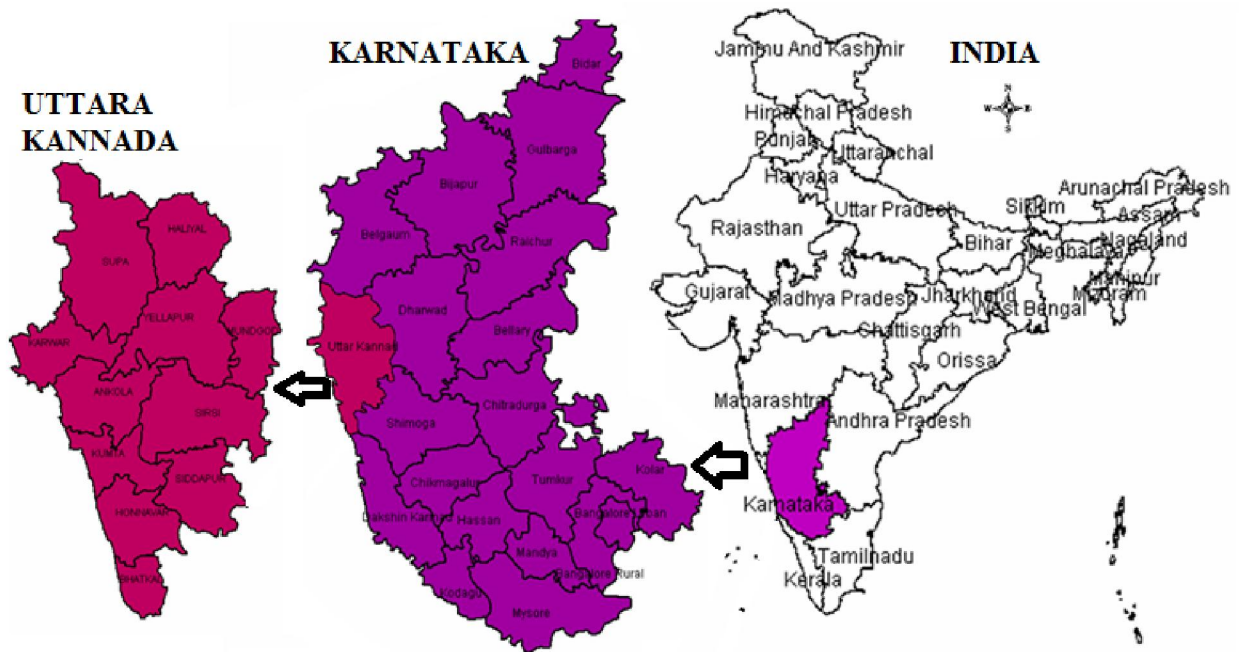 UTTARA
KANNADA
SUPA
HALIYAL
YELLAPUR
MUNDGOD
KARWAR
ANKOLA
SIRSI
KUMTA
SIDDAPUR
HONNAVAR
BHATKAL
KARNATAKA
Bidar
Gulbarga
Bijapur
Belgaum
Raichur
Dharwad
Bellary
Uttar Kannad
Chitradurga
Shimoga
Kolar
Tumkur
Chikmagalur
Dakshin Kannad
Hassan
Bangalore Urban
Mandya
Bangalore Rural
Kodagu
Mysore
INDIA
N
W
E
S
Jammu And Kashmir
Himachal Pradesh
Punjab
Uttaranchal
Haryana
Arunachal Pradesh
Sikkim
Assam
Uttar Pradesh
Rajasthan
Bihar
Nagaland
Meghalaya
Manipur
Gujarat
Madhya Pradesh
Jharkhand
Mizoram
West Bengal
Chattisgarh
Orissa
Maharashtra
Andhra Pradesh
Karnataka
Tamilnadu
Kerala